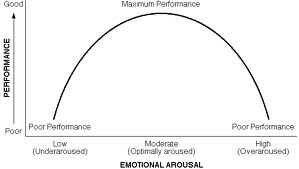 Good
Maximum Performance
PERFORMANCE
Poor
Poor Performance
Poor Performance
Low
(Underaroused)
Moderate
(Optimally aroused)
High
(Overaroused)
EMOTIONAL AROUSAL